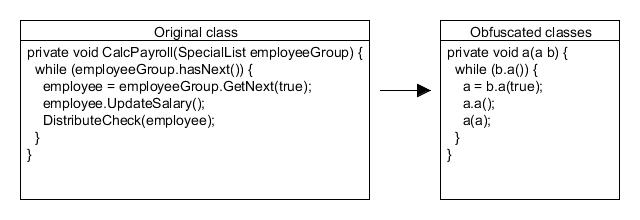 Original class
private void CalcPayroll(SpecialList employeeGroup) {
while (employeeGroup.hasNext()) {
employee = employeeGroup.GetNext(true);
employee.UpdateSalary();
DistributeCheck(employee);
}
}
Obfuscated classes
private void a(a b) {
while (b.a()) {
a = b.a(true);
a.a();
a(a);
}
}